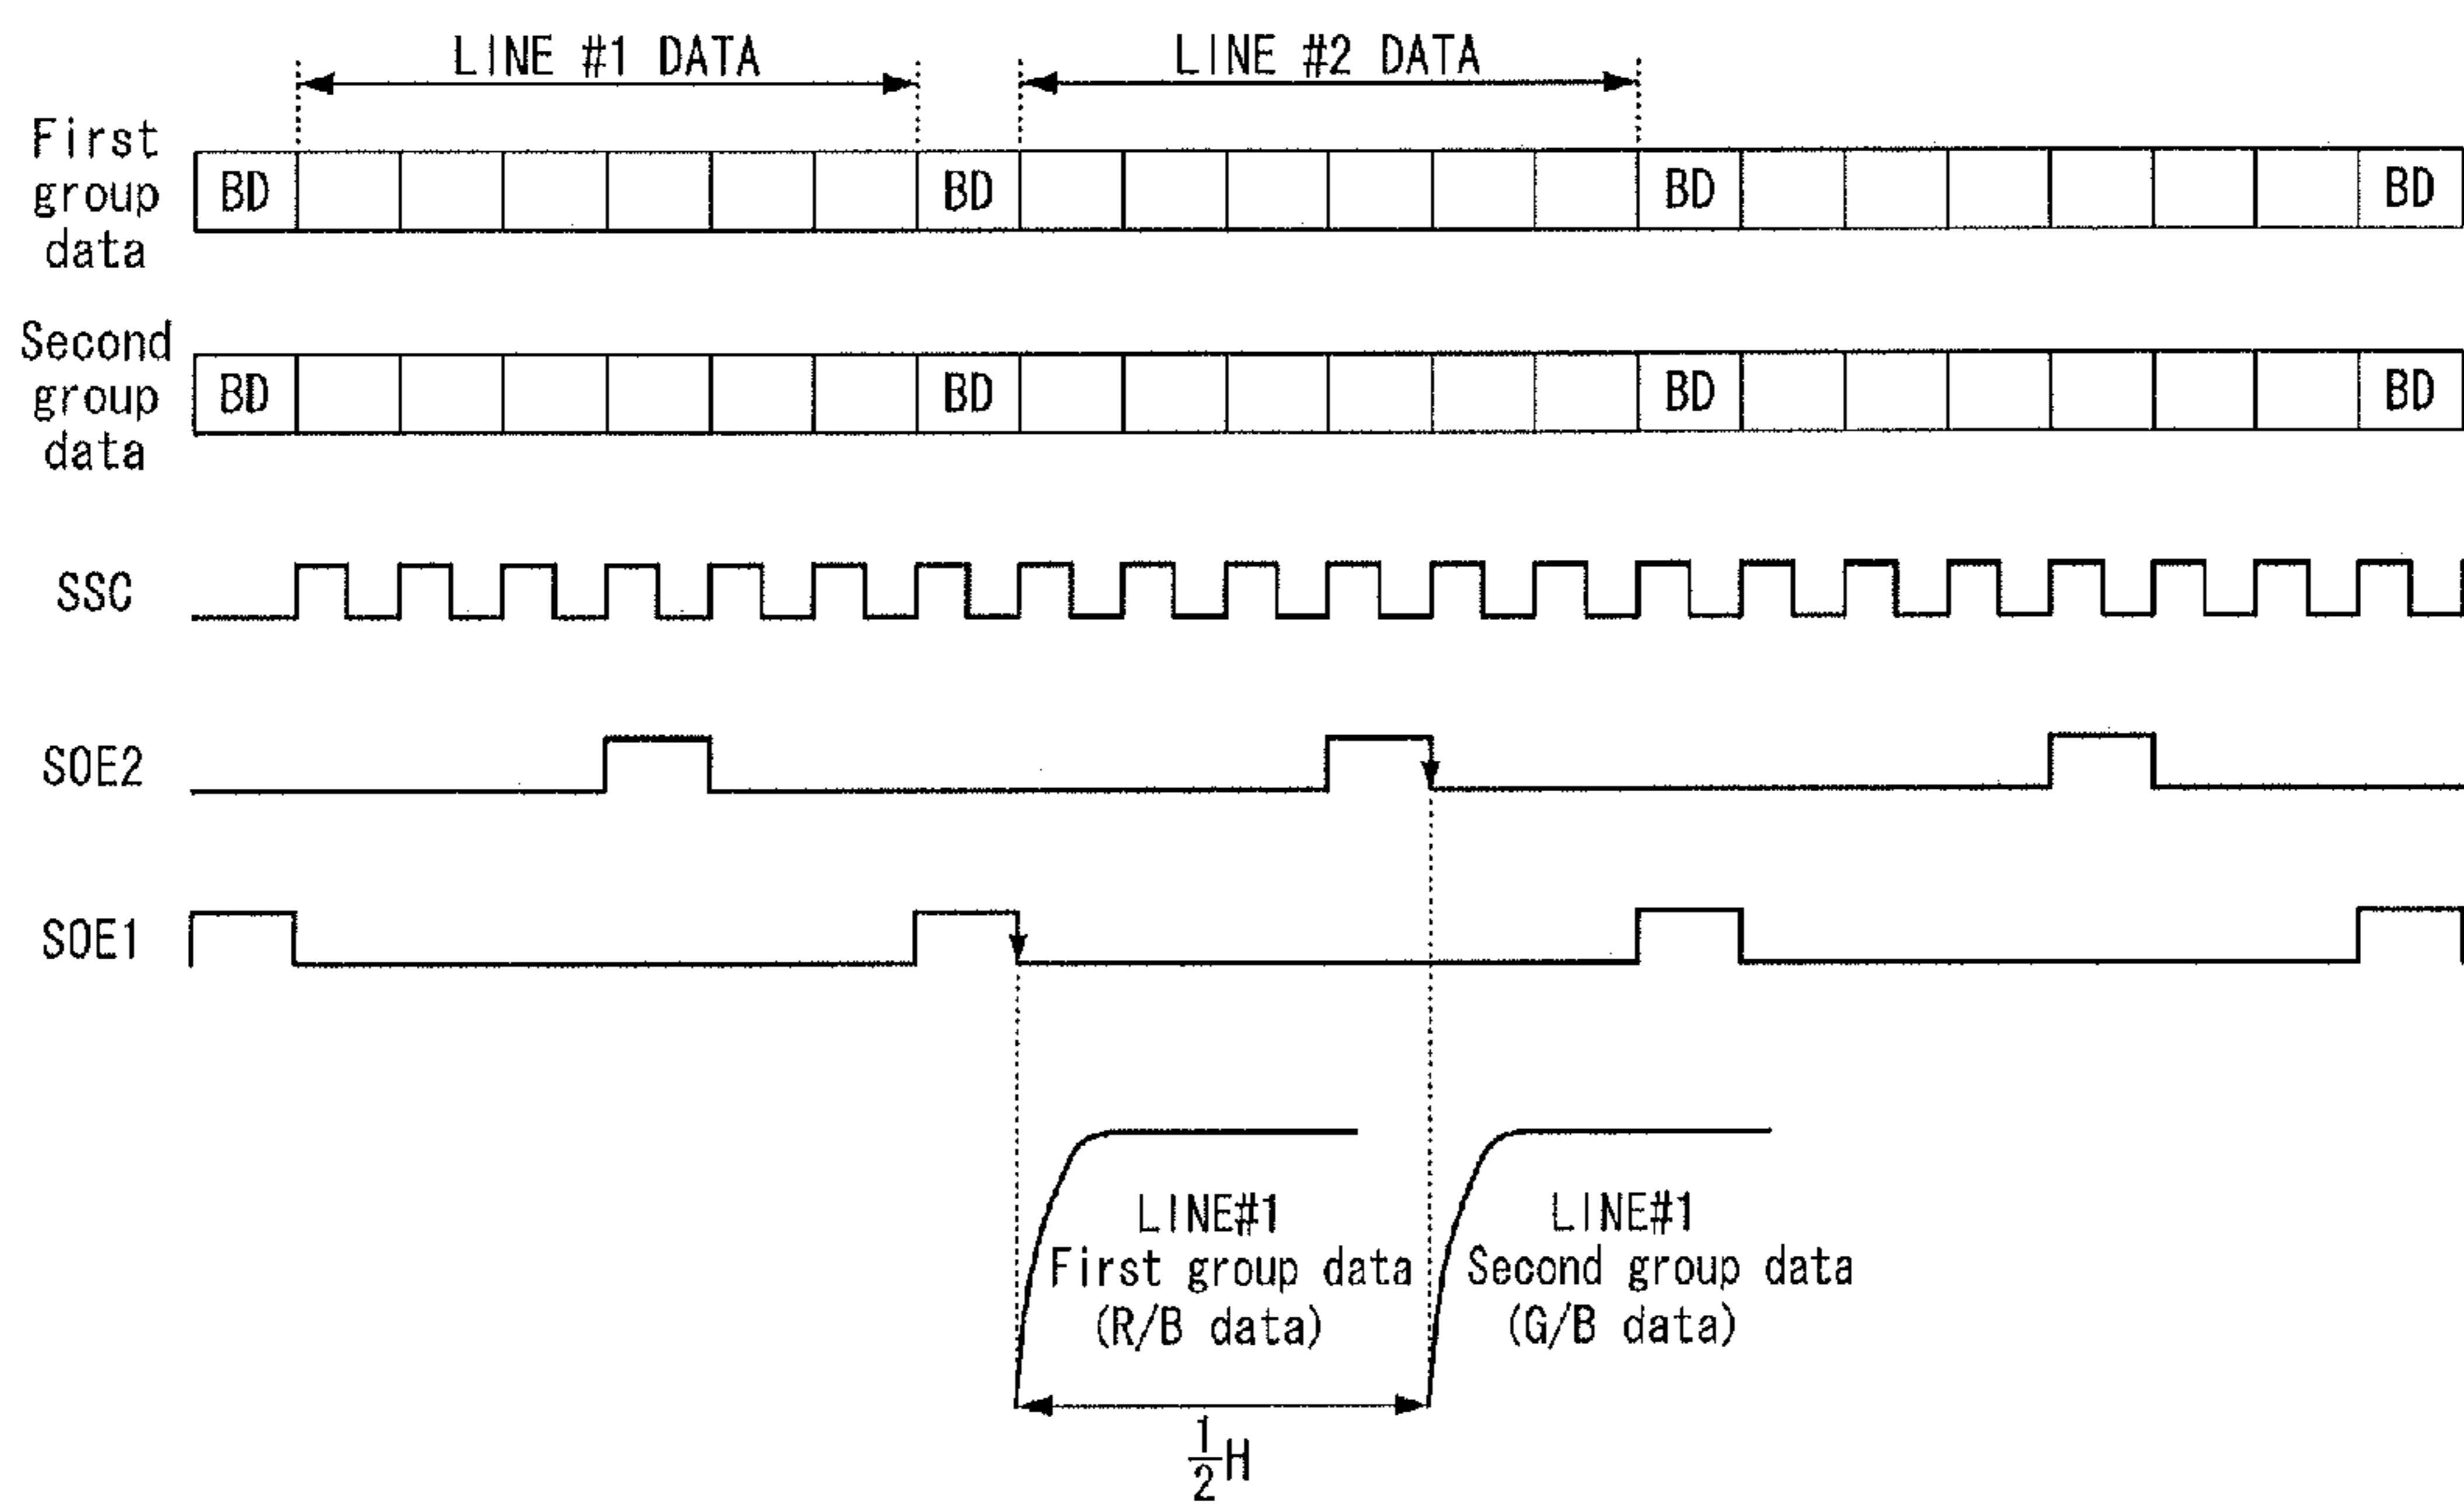 LINE #1 DATA
LINE #2 DATA
First
group
data
BD
BD
BD
BD
Second
group
data
BD
BD
BD
BD
SSC
SOE2
SOE1
LINE#1
First group data
(R/B data)
LINE#1
Second group data
(G/B data)
1/2 H